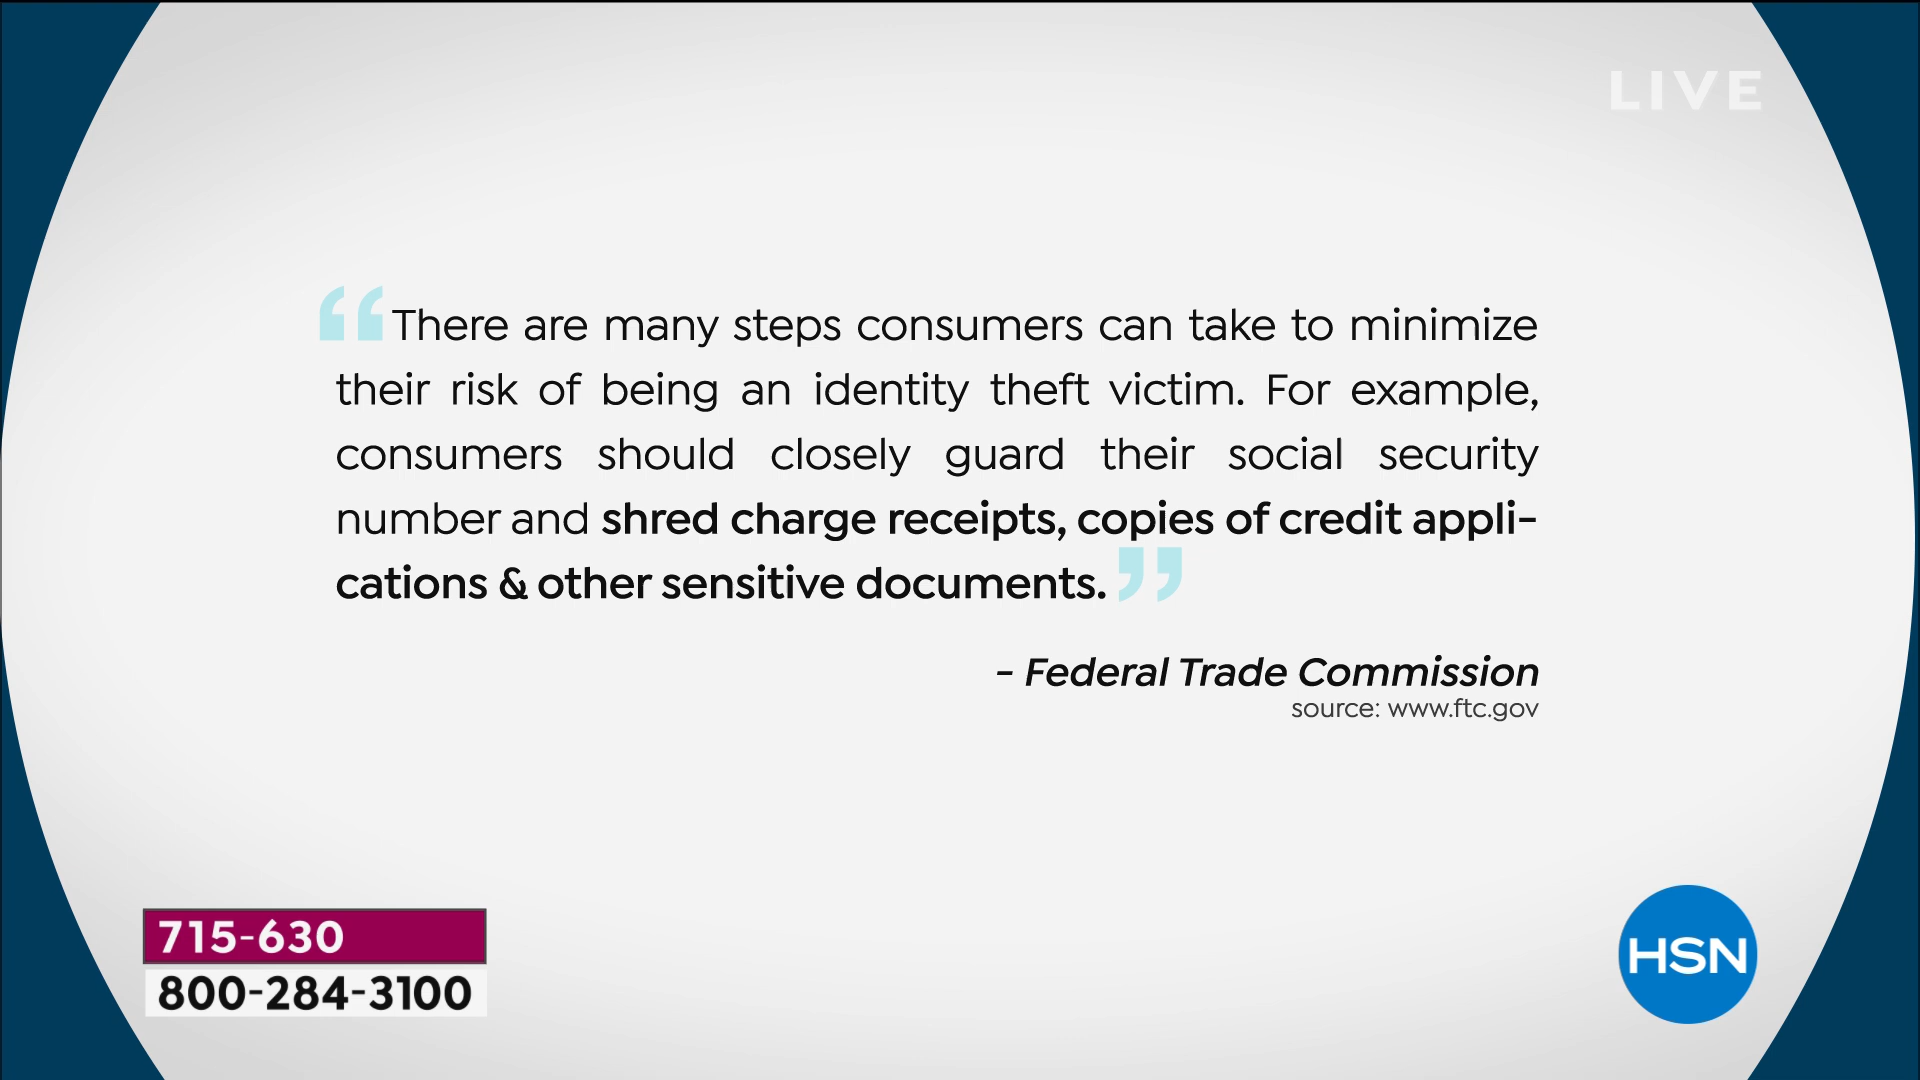 LIVE
“There are many steps consumers can take to minimize
their risk of being an identity theft victim. For example,
consumers should closely guard their social security
number and shred charge receipts, copies of credit appli-
cations & other sensitive documents.”
- Federal Trade Commission
source: www.ftc.gov
715-630
800-284-3100
HSN